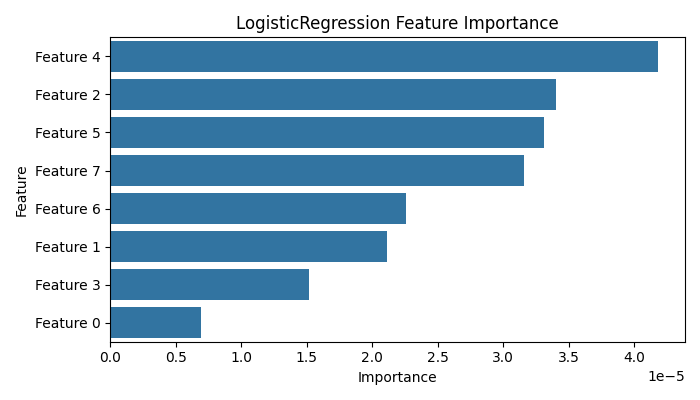 LogisticRegression Feature Importance
Feature 4
Feature 2
Feature 5
Feature 7
Feature 6
Feature 1
Feature 3
Feature 0
Feature
0.0 0.5 1.0 1.5 2.0 2.5 3.0 3.5 4.0
1e−5
Importance